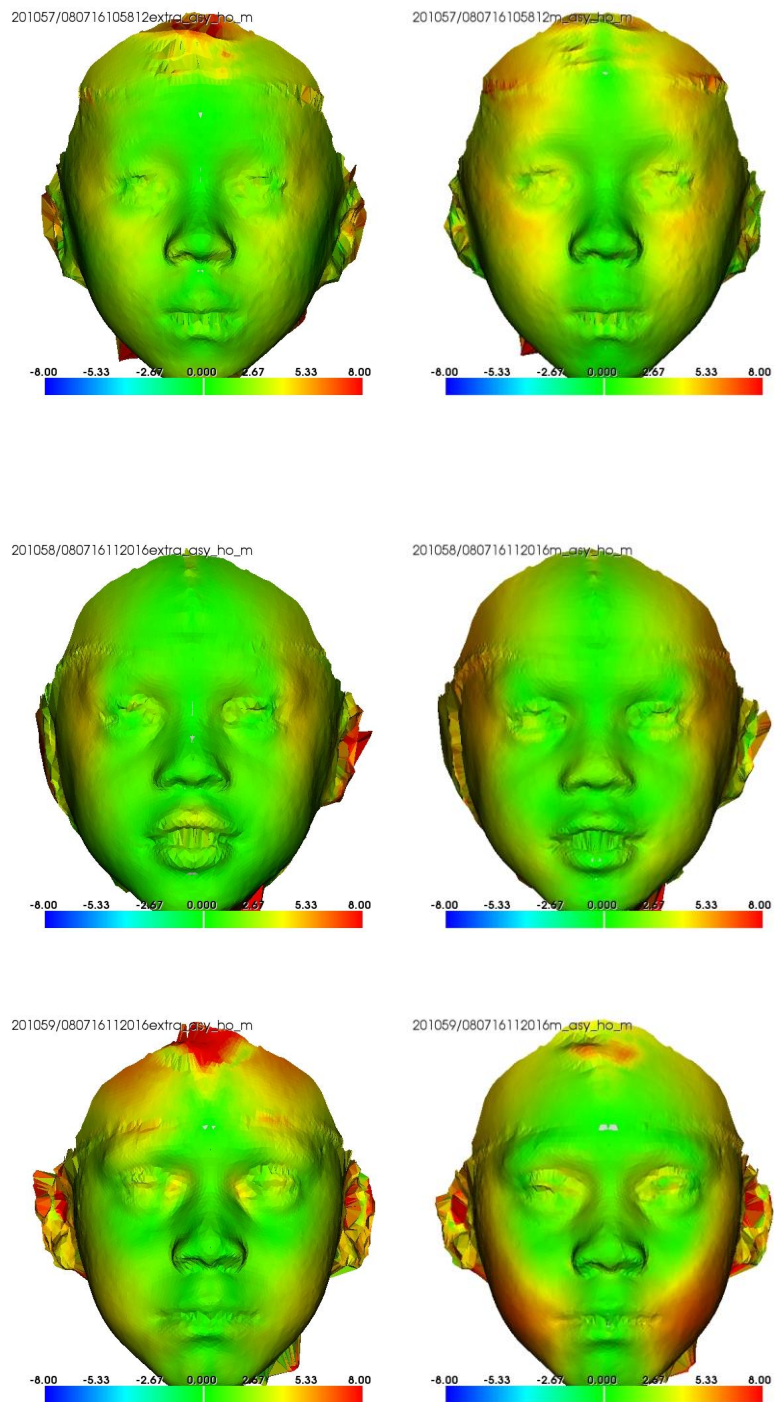 201057/080716105812extra_asy_ho_m
201057/080716105812m_asy_ho_m
-8.00 -5.33 -2.67 0.000 2.67 5.33 8.00
-8.00 -5.33 -2.67 0.000 2.67 5.33 8.00
201058/080716112016extra_asy_ho_m
201058/080716112016m_asy_ho_m
-8.00 -5.33 -2.67 0.000 2.67 5.33 8.00
-8.00 -5.33 -2.67 0.000 2.67 5.33 8.00
201059/080716112016extra_asy_ho_m
201059/080716112016m_asy_ho_m
-8.00 -5.33 -2.67 0.000 2.67 5.33 8.00
-8.00 -5.33 -2.67 0.000 2.67 5.33 8.00